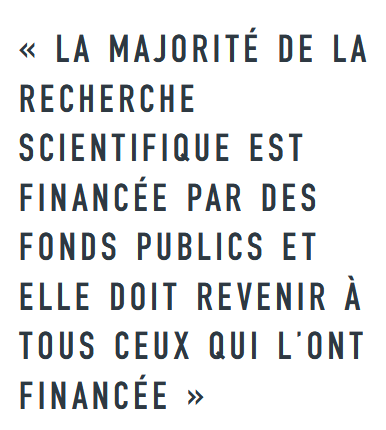 « LA MAJORITÉ DE LA
RECHERCHE
SCIENTIFIQUE EST
FINANCÉE PAR DES
FONDS PUBLICS ET
ELLE DOIT REVENIR À
TOUS CEUX QUI L'ONT
FINANCÉE »